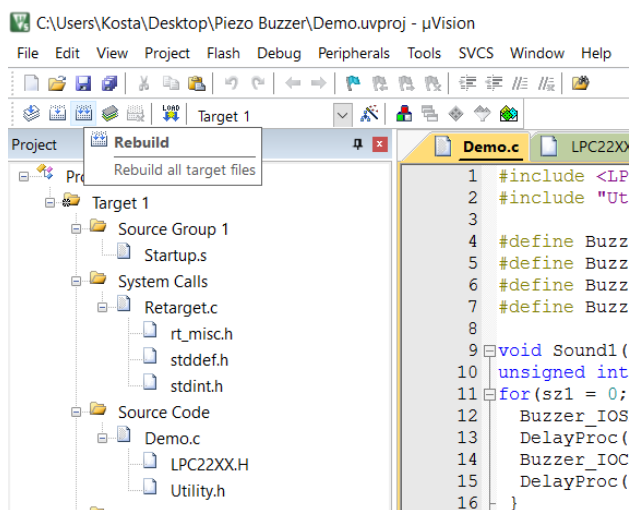 C:\Users\Kosta\Desktop\Piezo Buzzer\Demo.uvproj - µVision
File Edit View Project Flash Debug Peripherals Tools SVCS Window Help
LOAD Target 1
Project
Rebuild
Rebuild all target files
Demo.c LPC22XX
Target 1
Source Group 1
Startup.s
System Calls
Retarget.c
rt_misc.h
stddef.h
stdint.h
Source Code
Demo.c
LPC22XX.H
Utility.h
1 #include <LP
2 #include "Ut
3
4 #define Buzz
5 #define Buzz
6 #define Buzz
7 #define Buzz
8
9 void Sound1(
10 unsigned int
11 for(sz1 = 0;
12 Buzzer_IOS
13 DelayProc(
14 Buzzer_IOC
15 DelayProc(
16 }